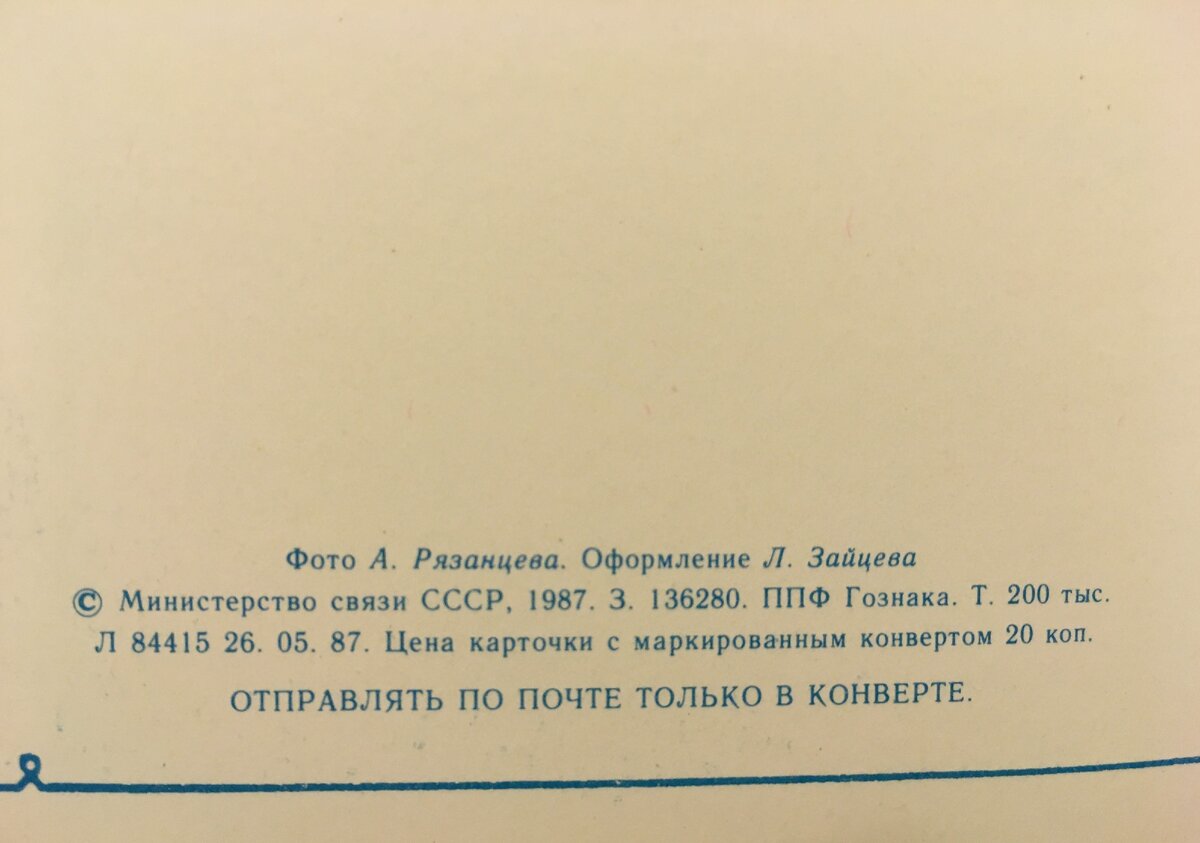 Фото А. Рязанцева. Оформление Л. Зайцева
© Министерство связи СССР, 1987. З. 136280. ППФ Гознака. Т. 200 тыс.
Л 84415 26. 05. 87. Цена карточки с маркированным конвертом 20 коп.
ОТПРАВЛЯТЬ ПО ПОЧТЕ ТОЛЬКО В КОНВЕРТЕ.